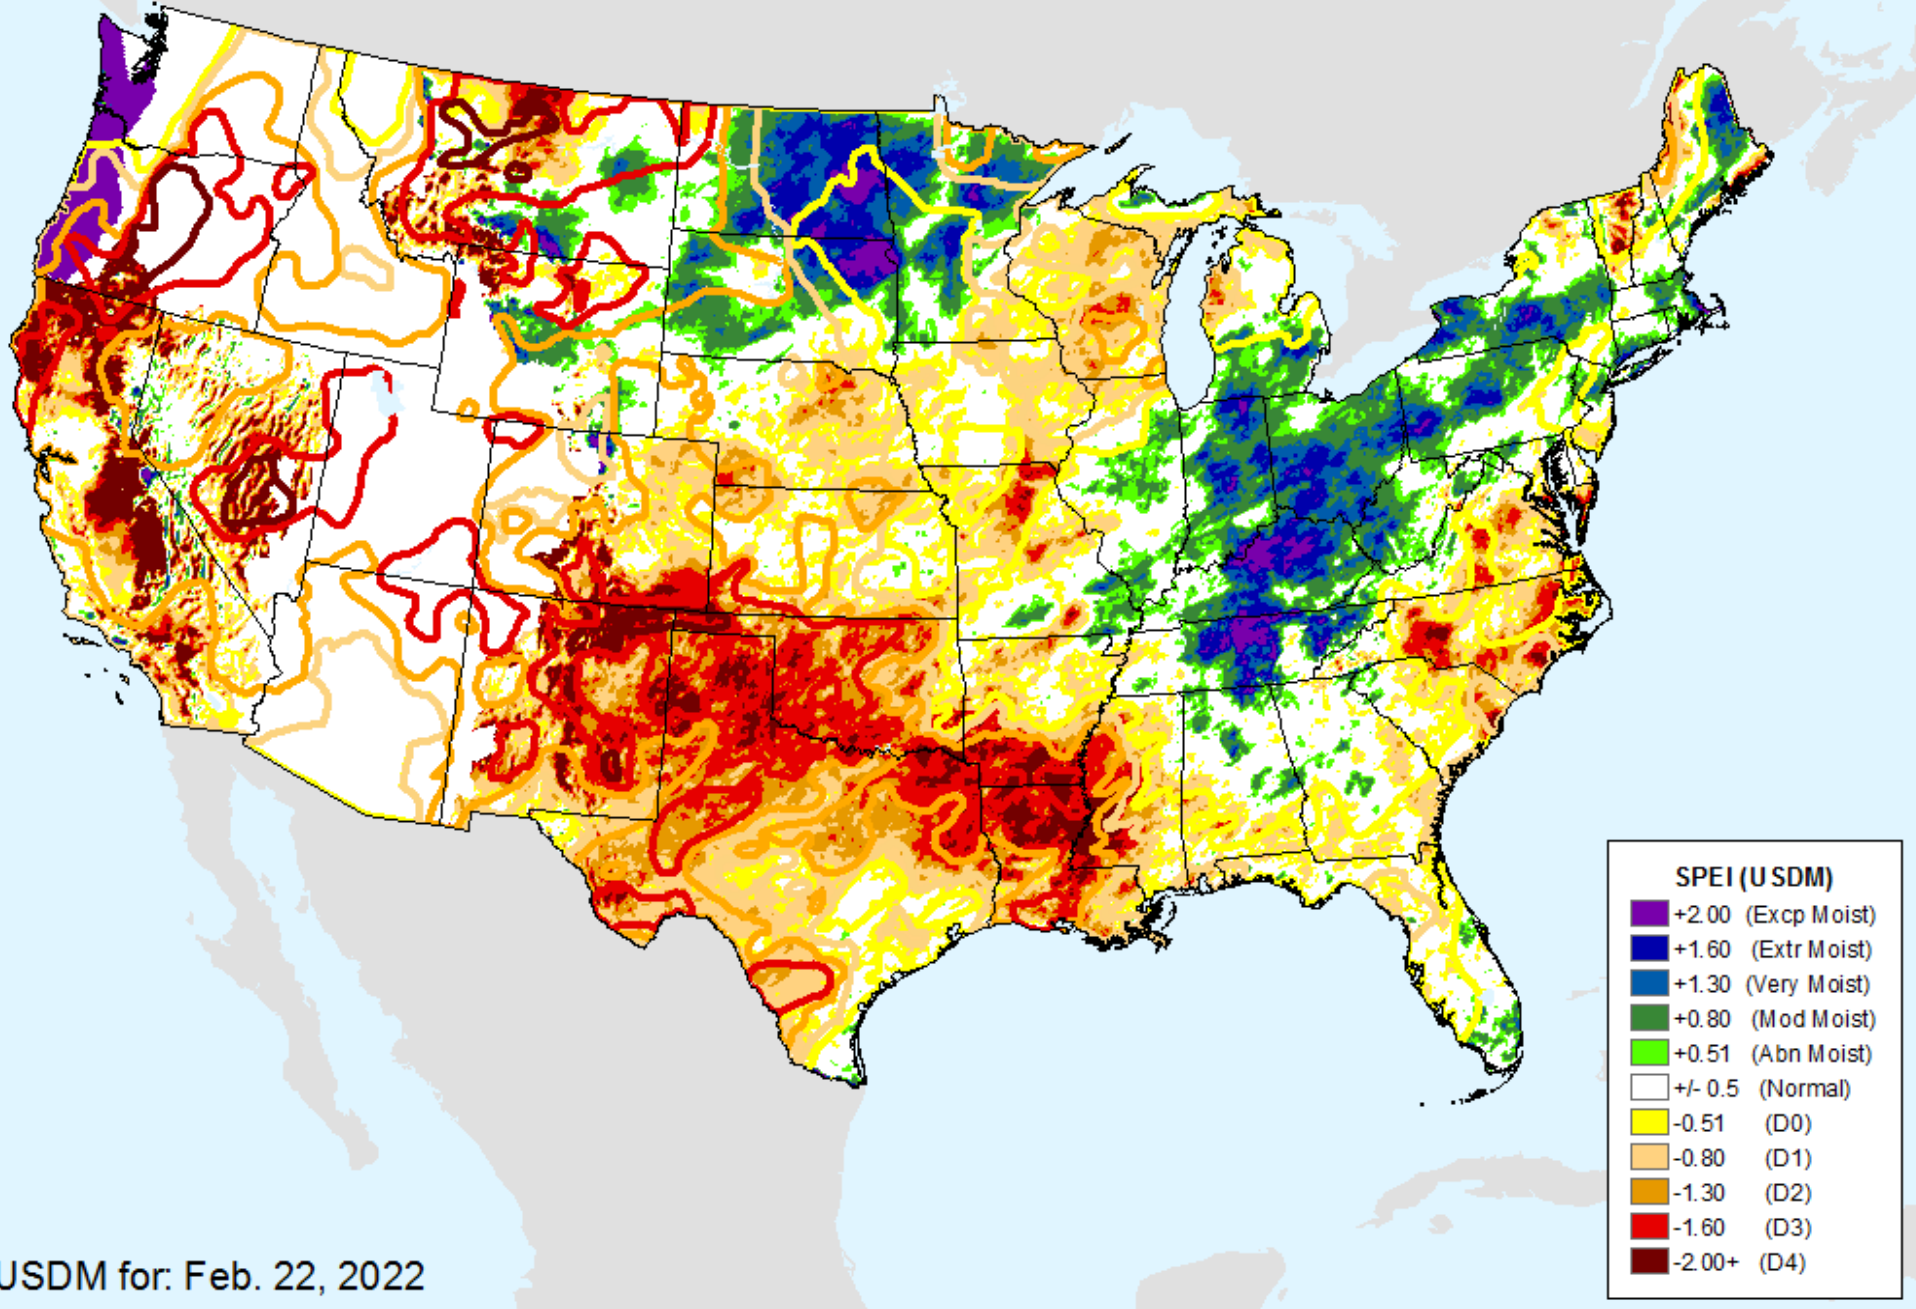 SPEI (USDM)
+2.00 (Excp Moist)
+1.60 (Extr Moist)
+1.30 (Very Moist)
+0.80 (Mod Moist)
+0.51 (Abn Moist)
+/- 0.5 (Normal)
-0.51 (D0)
-0.80 (D1)
-1.30 (D2)
-1.60 (D3)
-2.00+ (D4)
USDM for: Feb. 22, 2022